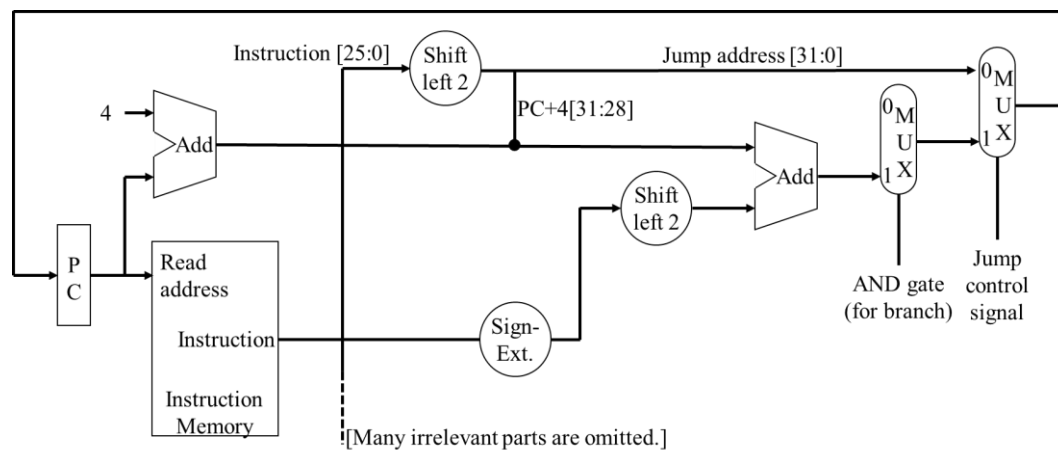 Instruction [25:0]
Shift
left 2
Jump address [31:0]
0 M
U
1 X
4
Add
PC+4[31:28]
0 M
U
1 X
Add
Shift
left 2
P
C
Read
address
Instruction
Instruction
Memory
Sign-
Ext.
AND gate
(for branch)
Jump
control
signal
[Many irrelevant parts are omitted.]